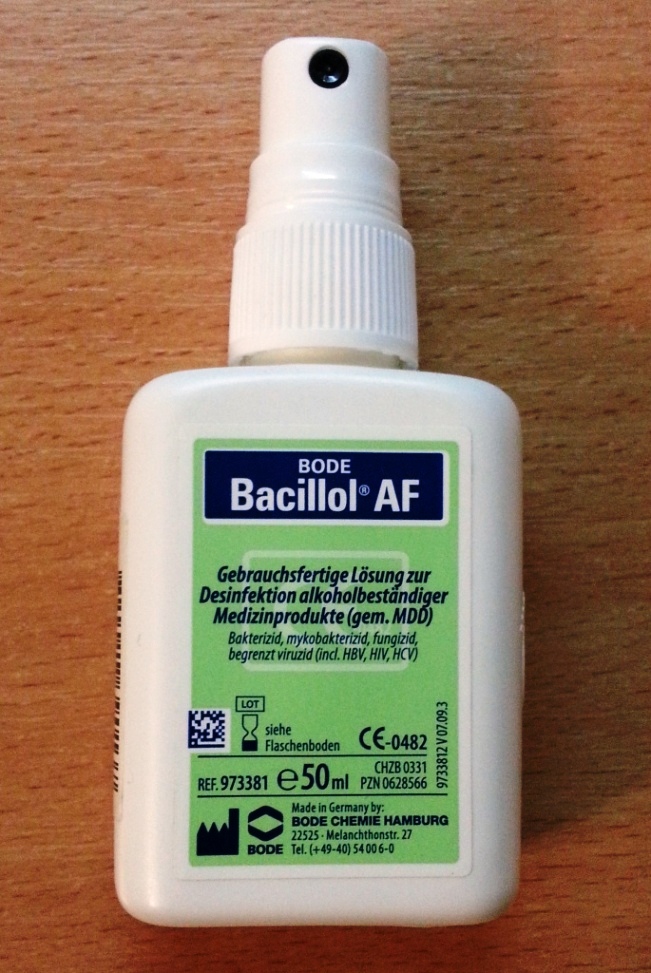 BODE
Bacillol® AF
Gebrauchsfertige Lösung zur
Desinfektion alkoholbeständiger
Medizinprodukte (gem. MDD)
Bakterizid, mykobakterizid, fungizid,
begrenzt viruzid (incl. HBV, HIV, HCV)
LOT
siehe
Flaschenboden
CE-0482
9733812 V 07.09.3
REF. 973381 e50 ml
CHZB 0331
PZN 0628566
BODE
Made in Germany by:
BODE CHEMIE HAMBURG
22525 · Melanchthonstr. 27
Tel. (+49-40) 54 00 6-0